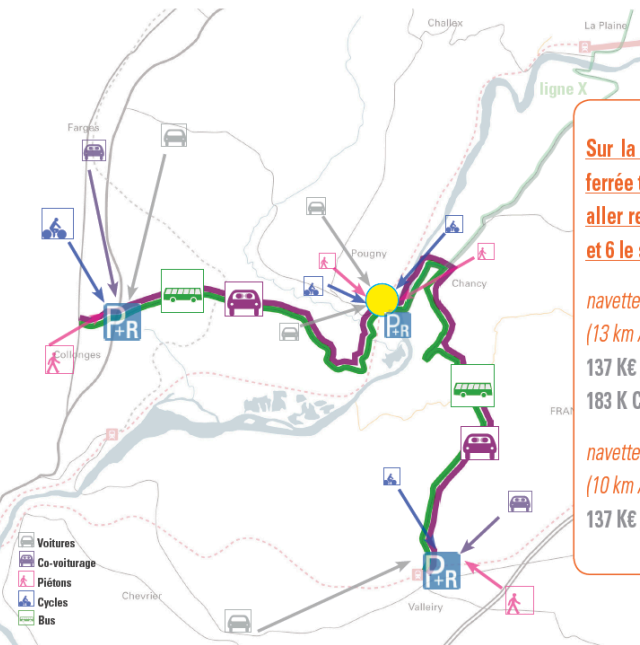 Challex
La Plaine
ligne X
Farges
Sur la
ferrée
aller re
et 6 le s
Pougny
Chancy
navette
(13 km
137 K€
183 K C
P+R
P+R
Collonges
FRAN
navette
(10 km
137 K€
Voitures
Co-voiturage
Piétons
Cycles
Bus
P+R
Chevrier
Valleiry